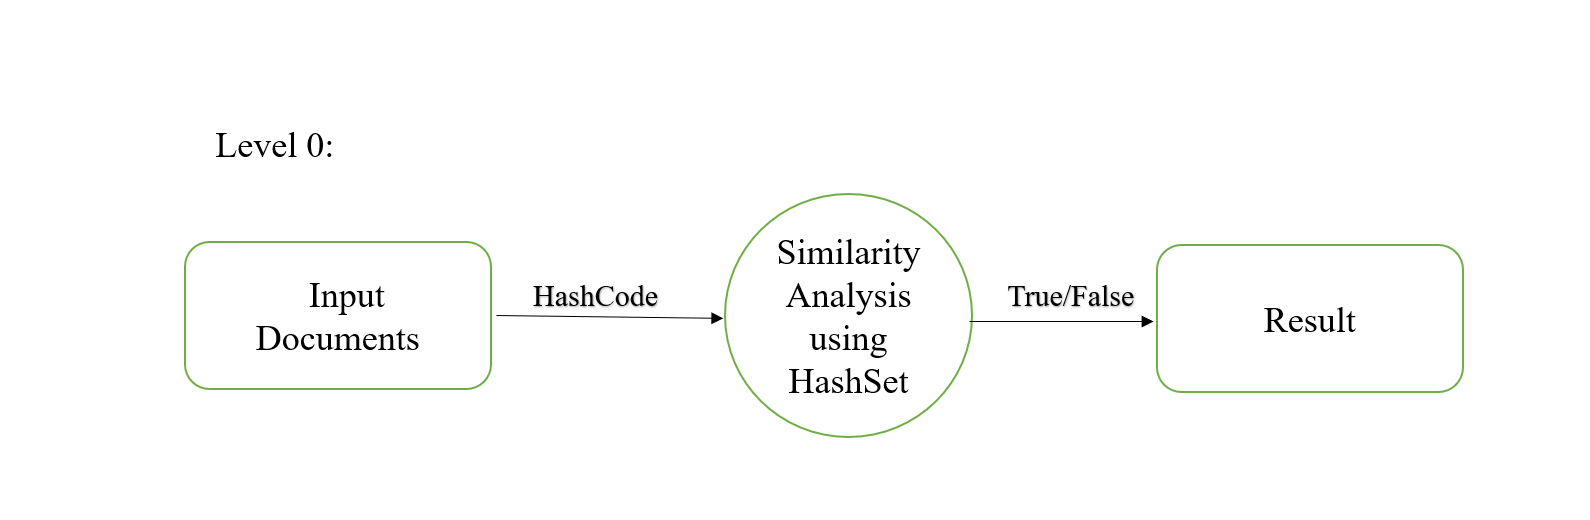 Level 0:
Input
Documents
HashCode
Similarity
Analysis
using
HashSet
True/False
Result